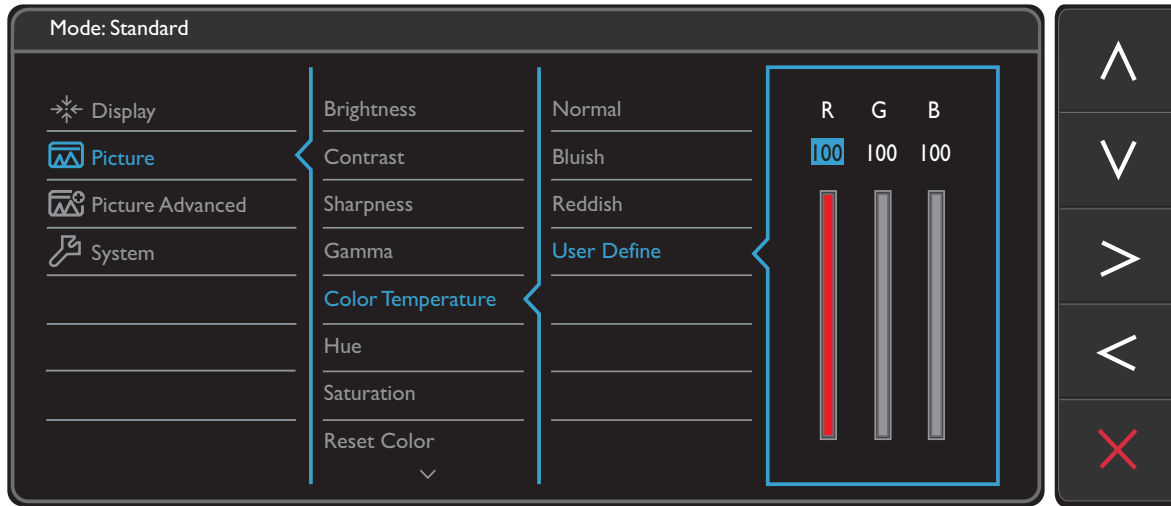 Mode: Standard
Display
Picture
Picture Advanced
System
Brightness
Contrast
Sharpness
Gamma
Color Temperature
Hue
Saturation
Reset Color
Normal
Bluish
Reddish
User Define
R G B
100 100 100